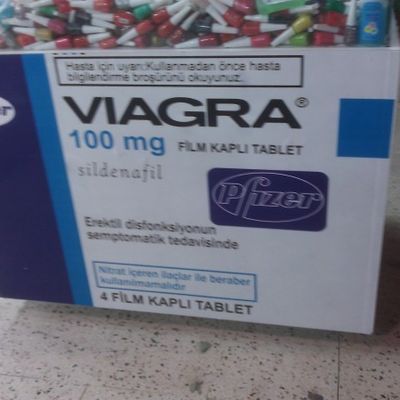 Hasta için uyarı:Kullanmadan önce hasta
bilgilendirme broşürünü okuyunuz.
VIAGRA®
100 mg FİLM KAPLI TABLET
sildenafil
Pfizer
Erektil disfonksiyonun
semptomatik tedavisinde
Nitrat içeren ilaçlar ile beraber
kullanılmamalıdır
4 FİLM KAPLI TABLET